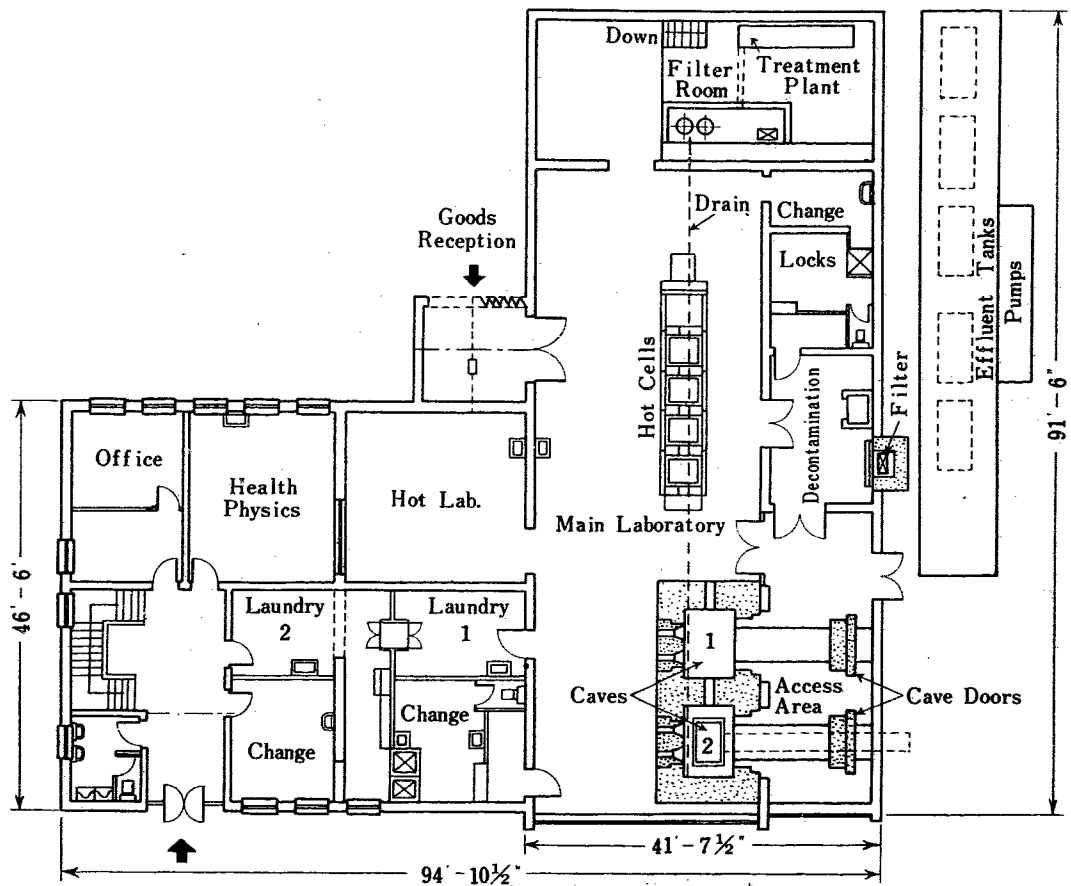 Down
Filter
Room
Treatment
Plant
Goods
Reception
Drain
Change
Locks
Effluent Tanks
Pumps
Hot Cells
Filter
91'-6"
Office
Health
Physics
Hot Lab.
Decontamination
Main Laboratory
46'-6'
Laundry
2
Laundry
1
1
Caves
Access
Area
Cave Doors
Change
Change
2
41'-7½"
94'-10½"